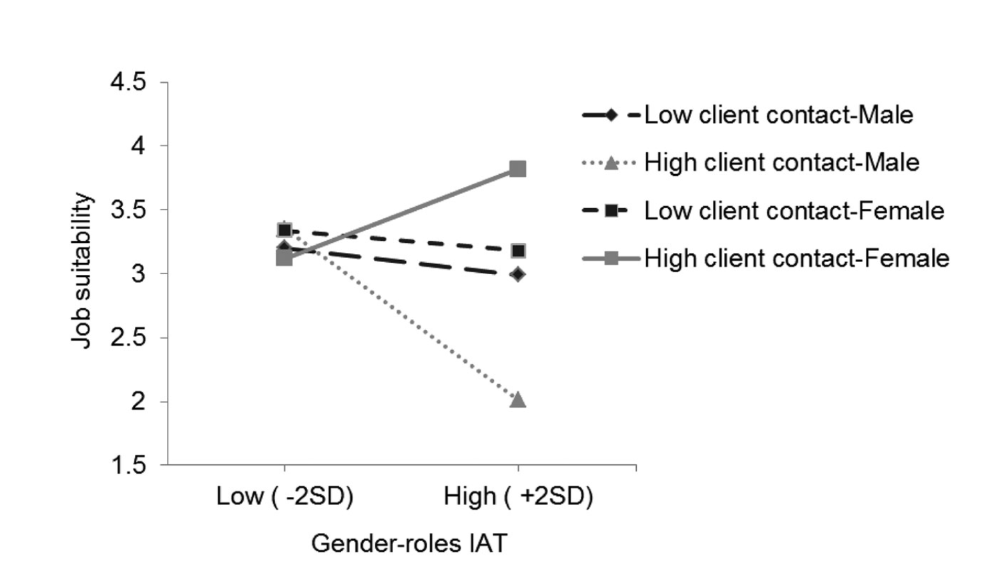 4.5
4
3.5
3
2.5
2
1.5
Job suitability
Low ( -2SD)
High ( +2SD)
Gender-roles IAT
Low client contact-Male
High client contact-Male
Low client contact-Female
High client contact-Female